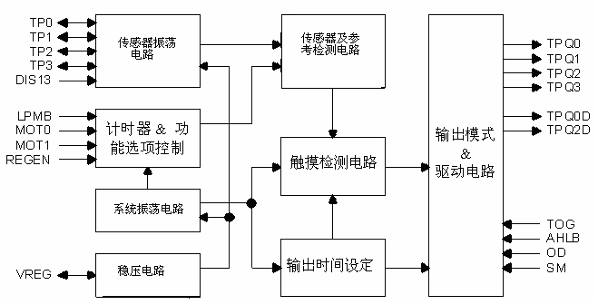 TP0
TP1
TP2
TP3
DIS13
传感器振荡
电路
传感器及参
考检测电路
TPQ0
TPQ1
TPQ2
TPQ3
TPQ0D
TPQ2D
LPMB
MOT0
MOT1
REGEN
计时器 & 功
能选项控制
触摸检测电路
输出模式
&
驱动电路
系统振荡电路
TOG
AHLB
OD
SM
VREG
稳压电路
输出时间设定